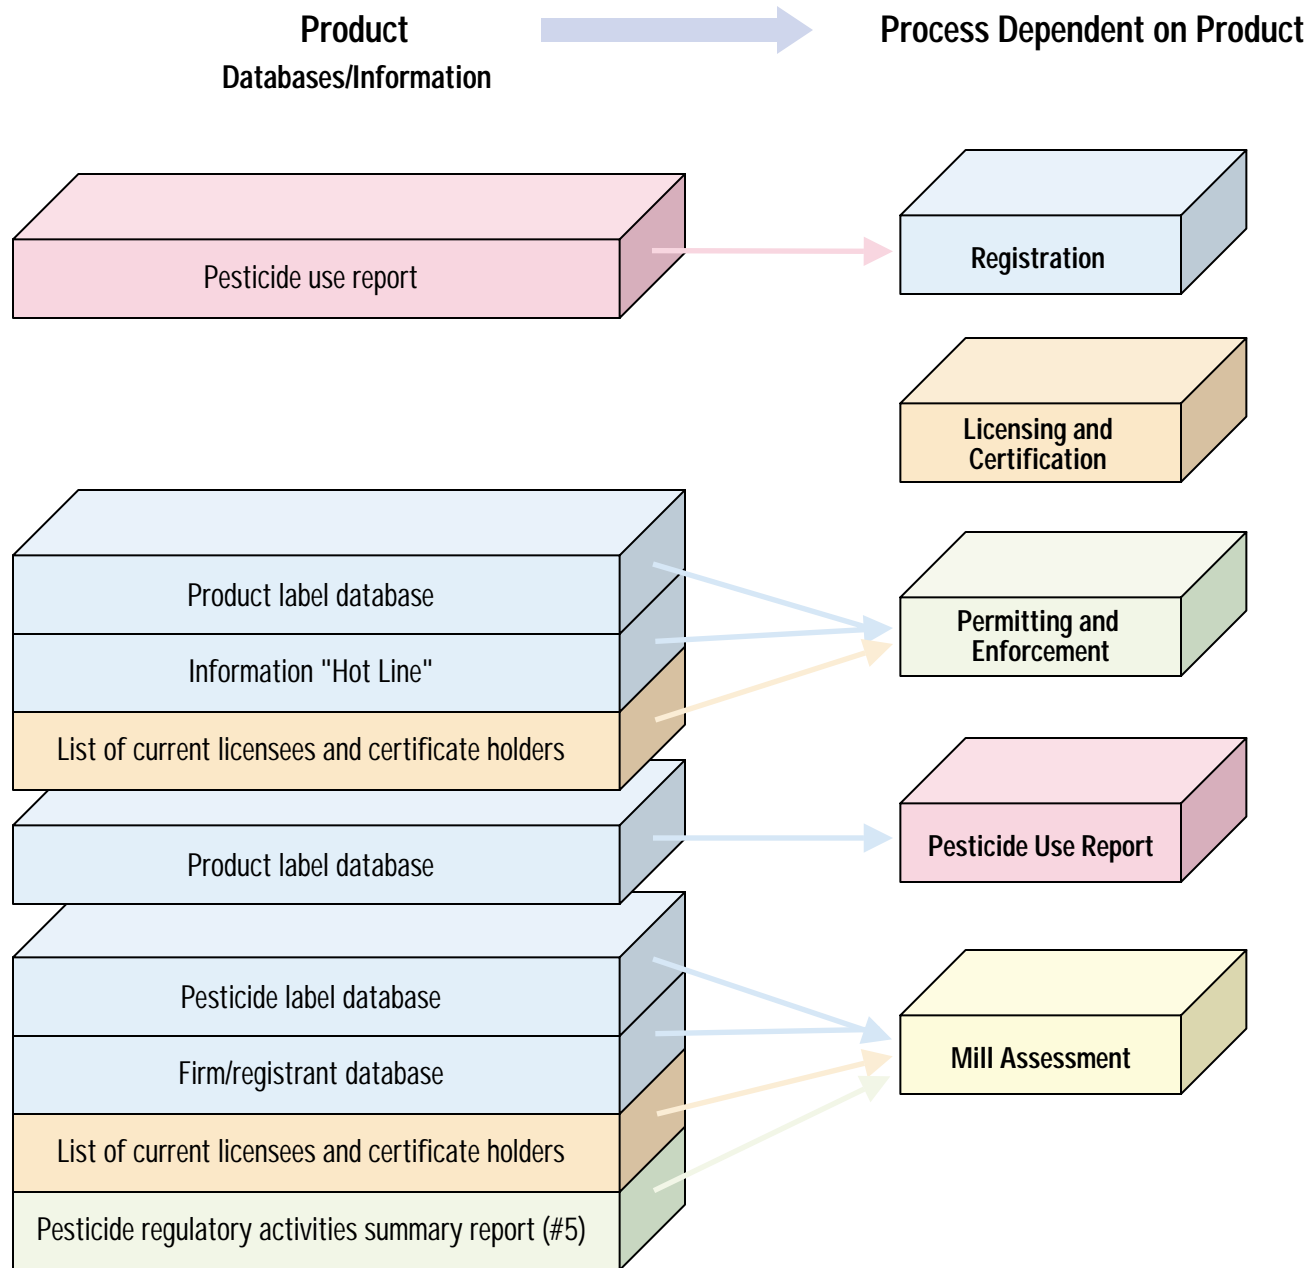 Product
Process Dependent on Product
Databases/Information
Pesticide use report
Registration
Licensing and
Certification
Product label database
Information "Hot Line"
List of current licensees and certificate holders
Permitting and
Enforcement
Product label database
Pesticide Use Report
Pesticide label database
Firm/registrant database
List of current licensees and certificate holders
Pesticide regulatory activities summary report (#5)
Mill Assessment